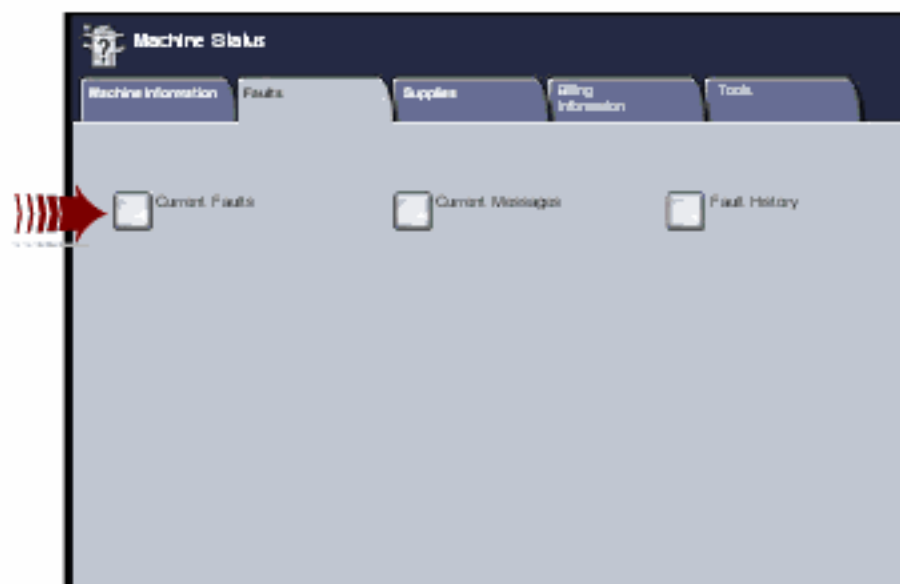 Machine Status
Machine Information
Faults
Supplies
Billing
Information
Tools
Current Faults
Current Messages
Fault History